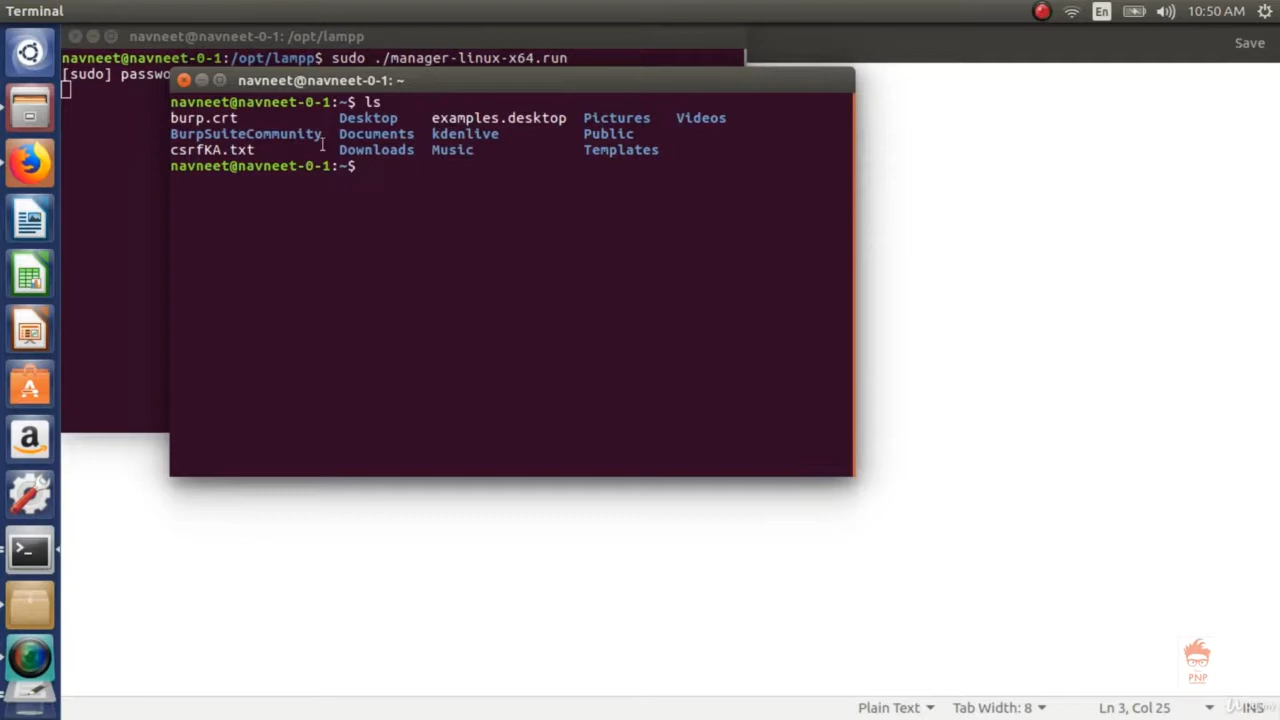 Terminal
En
10:50 AM
navneet@navneet-0-1: /opt/lampp
Save
navneet@navneet-0-1:/opt/lampp$ sudo ./manager-linux-x64.run
[sudo] passwo
navneet@navneet-0-1: ~
navneet@navneet-0-1:~$ ls
burp.crt Desktop examples.desktop Pictures Videos
BurpSuiteCommunity Documents kdenlive Public
csrfKA.txt Downloads Music Templates
navneet@navneet-0-1:~$
PNP
Plain Text Tab Width: 8 Ln 3, Col 25 INS